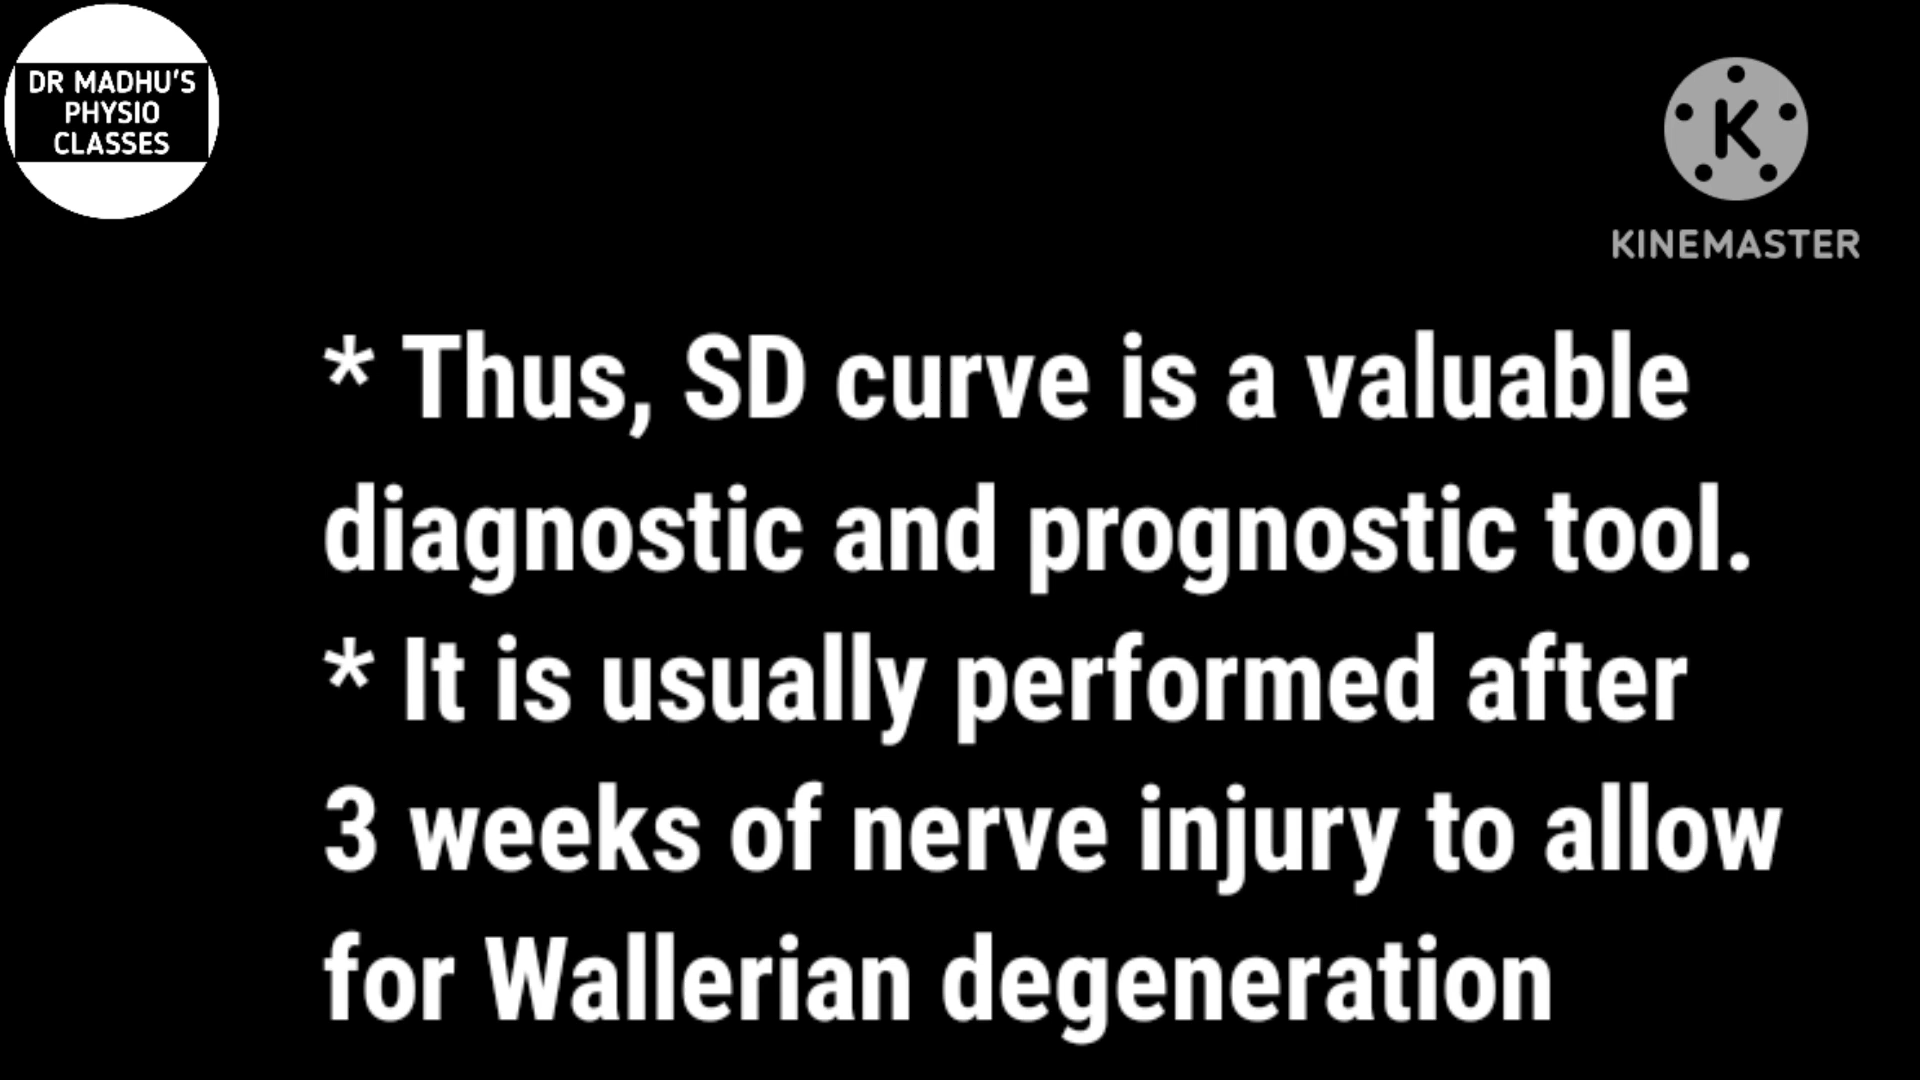 DR MADHU'S
PHYSIO
CLASSES
K
KINEMASTER
* Thus, SD curve is a valuable
diagnostic and prognostic tool.
* It is usually performed after
3 weeks of nerve injury to allow
for Wallerian degeneration